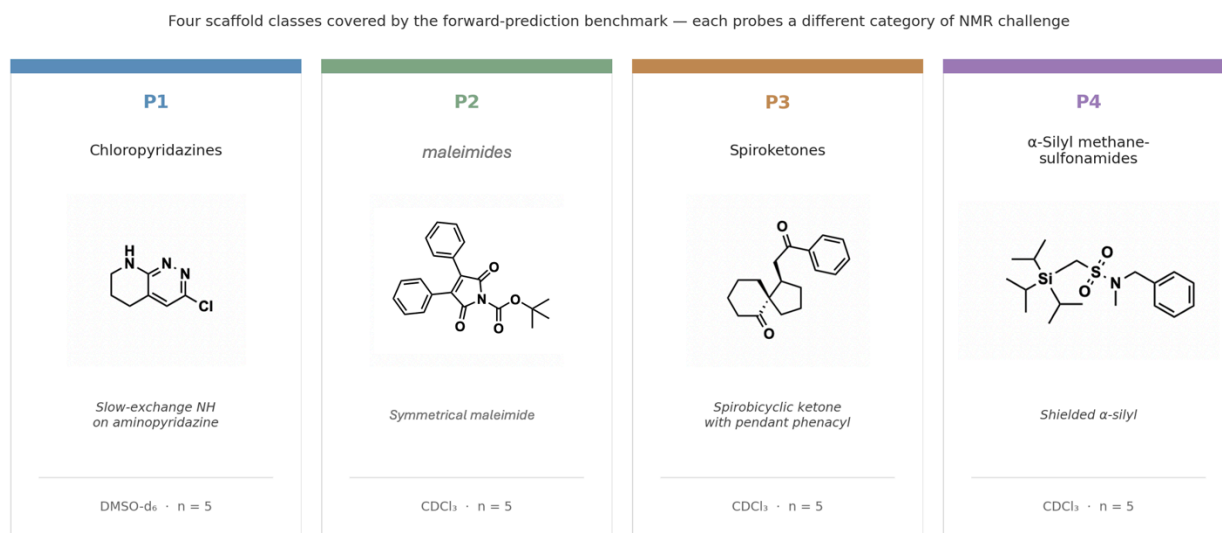 Four scaffold classes covered by the forward-prediction benchmark — each probes a different category of NMR challenge
P1
Chloropyridazines
H
N
N
N
Cl
Slow-exchange NH
on aminopyridazine
DMSO-d₆ · n = 5
P2
maleimides
O
N
O
O
O
Symmetrical maleimide
CDCl₃ · n = 5
P3
Spiroketones
O
O
Spirobicyclic ketone
with pendant phenacyl
CDCl₃ · n = 5
P4
α-Silyl methane-
sulfonamides
O
Si
S
O
N
Shielded α-silyl
CDCl₃ · n = 5